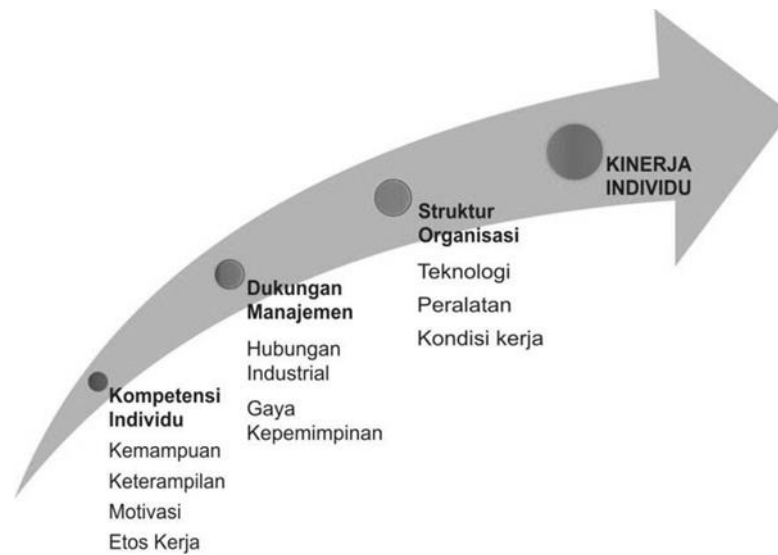 Kompetensi
Individu
Kemampuan
Keterampilan
Motivasi
Etos Kerja
Dukungan
Manajemen
Hubungan
Industrial
Gaya
Kepemimpinan
Struktur
Organisasi
Teknologi
Peralatan
Kondisi kerja
KINERJA
INDIVIDU